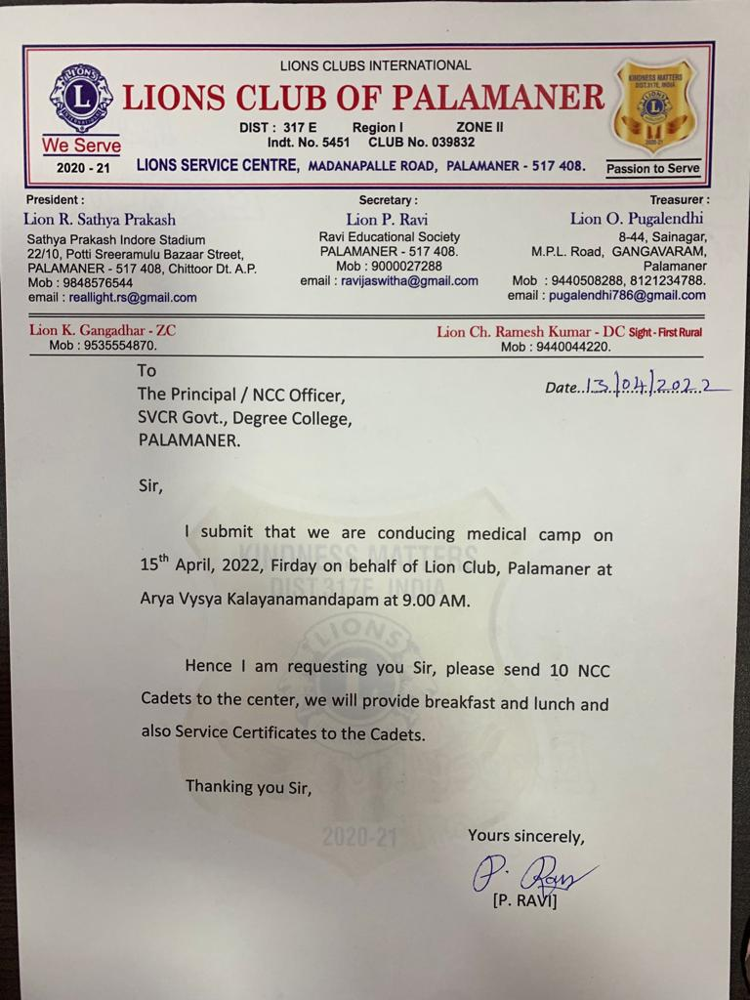 LIONS CLUBS INTERNATIONAL
LIONS CLUB OF PALAMANER
LIONS
L
We Serve
2020 - 21
DIST : 317 E Region I ZONE II
Indt. No. 5451 CLUB No. 039832
LIONS SERVICE CENTRE, MADANAPALLE ROAD, PALAMANER - 517 408.
KINDNESS MATTERS
DIST.317E, INDIA
LIONS
L
2020-21
Passion to Serve
President :
Lion R. Sathya Prakash
Sathya Prakash Indore Stadium
22/10, Potti Sreeramulu Bazaar Street,
PALAMANER - 517 408, Chittoor Dt. A.P.
Mob : 9848576544
email : reallight.rs@gmail.com
Secretary :
Lion P. Ravi
Ravi Educational Society
PALAMANER - 517 408.
Mob : 9000027288
email : ravijaswitha@gmail.com
Treasurer :
Lion O. Pugalendhi
8-44, Sainagar,
M.P.L. Road, GANGAVARAM,
Palamaner
Mob : 9440508288, 8121234788.
email : pugalendhi786@gmail.com
Lion K. Gangadhar - ZC
Mob : 9535554870.
Lion Ch. Ramesh Kumar - DC Sight - First Rural
Mob : 9440044220.
Date..13/04/2022
To
The Principal / NCC Officer,
SVCR Govt., Degree College,
PALAMANER.
Sir,
I submit that we are conducing medical camp on
15th April, 2022, Firday on behalf of Lion Club, Palamaner at
Arya Vysya Kalayanamandapam at 9.00 AM.
Hence I am requesting you Sir, please send 10 NCC
Cadets to the center, we will provide breakfast and lunch and
also Service Certificates to the Cadets.
Thanking you Sir,
Yours sincerely,
P. Ravi
[P. RAVI]
KINDNESS MATTERS
DIST.317E, INDIA
LIONS
2020-21